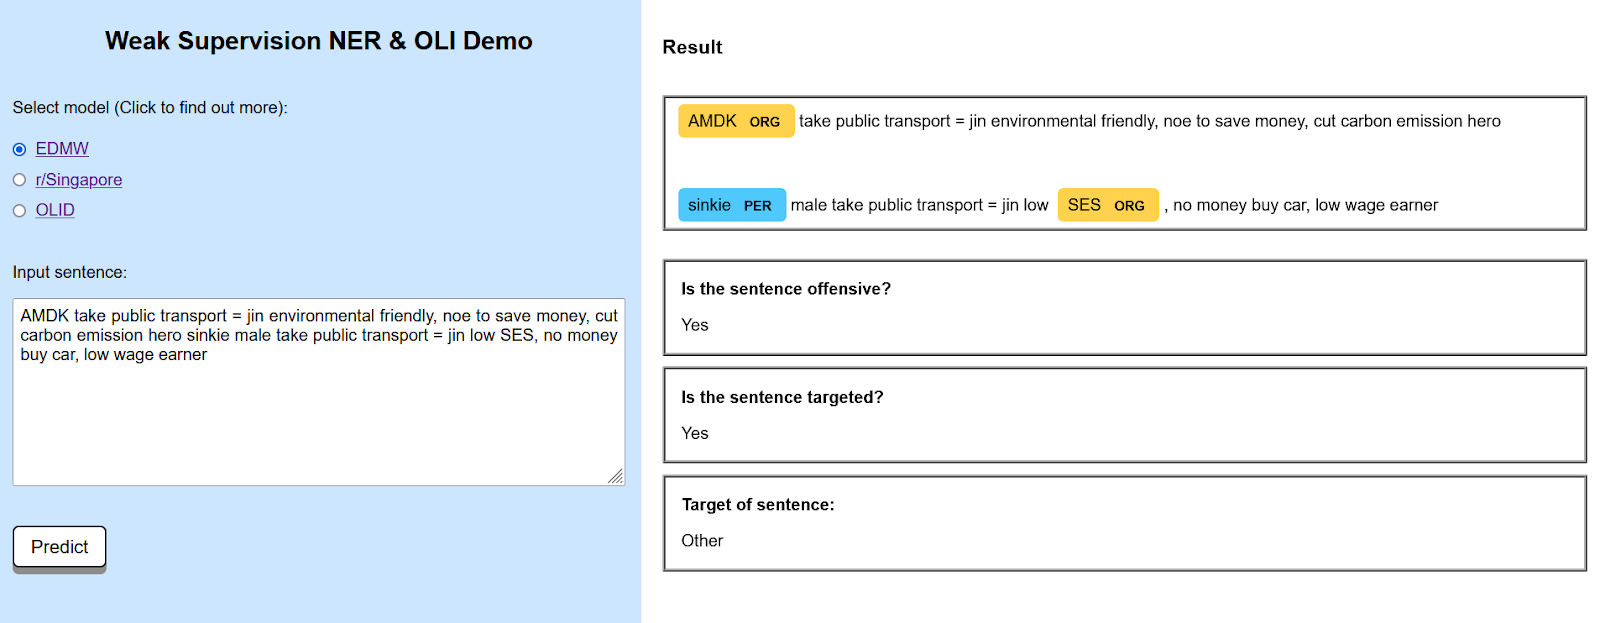 Weak Supervision NER & OLI Demo
Select model (Click to find out more):
EDMW
r/Singapore
OLID
Input sentence:
AMDK take public transport = jin environmental friendly, noe to save money, cut
carbon emission hero sinkie male take public transport = jin low SES, no money
buy car, low wage earner
Predict
Result
AMDK ORG take public transport = jin environmental friendly, noe to save money, cut carbon emission hero
sinkie PER male take public transport = jin low SES ORG , no money buy car, low wage earner
Is the sentence offensive?
Yes
Is the sentence targeted?
Yes
Target of sentence:
Other